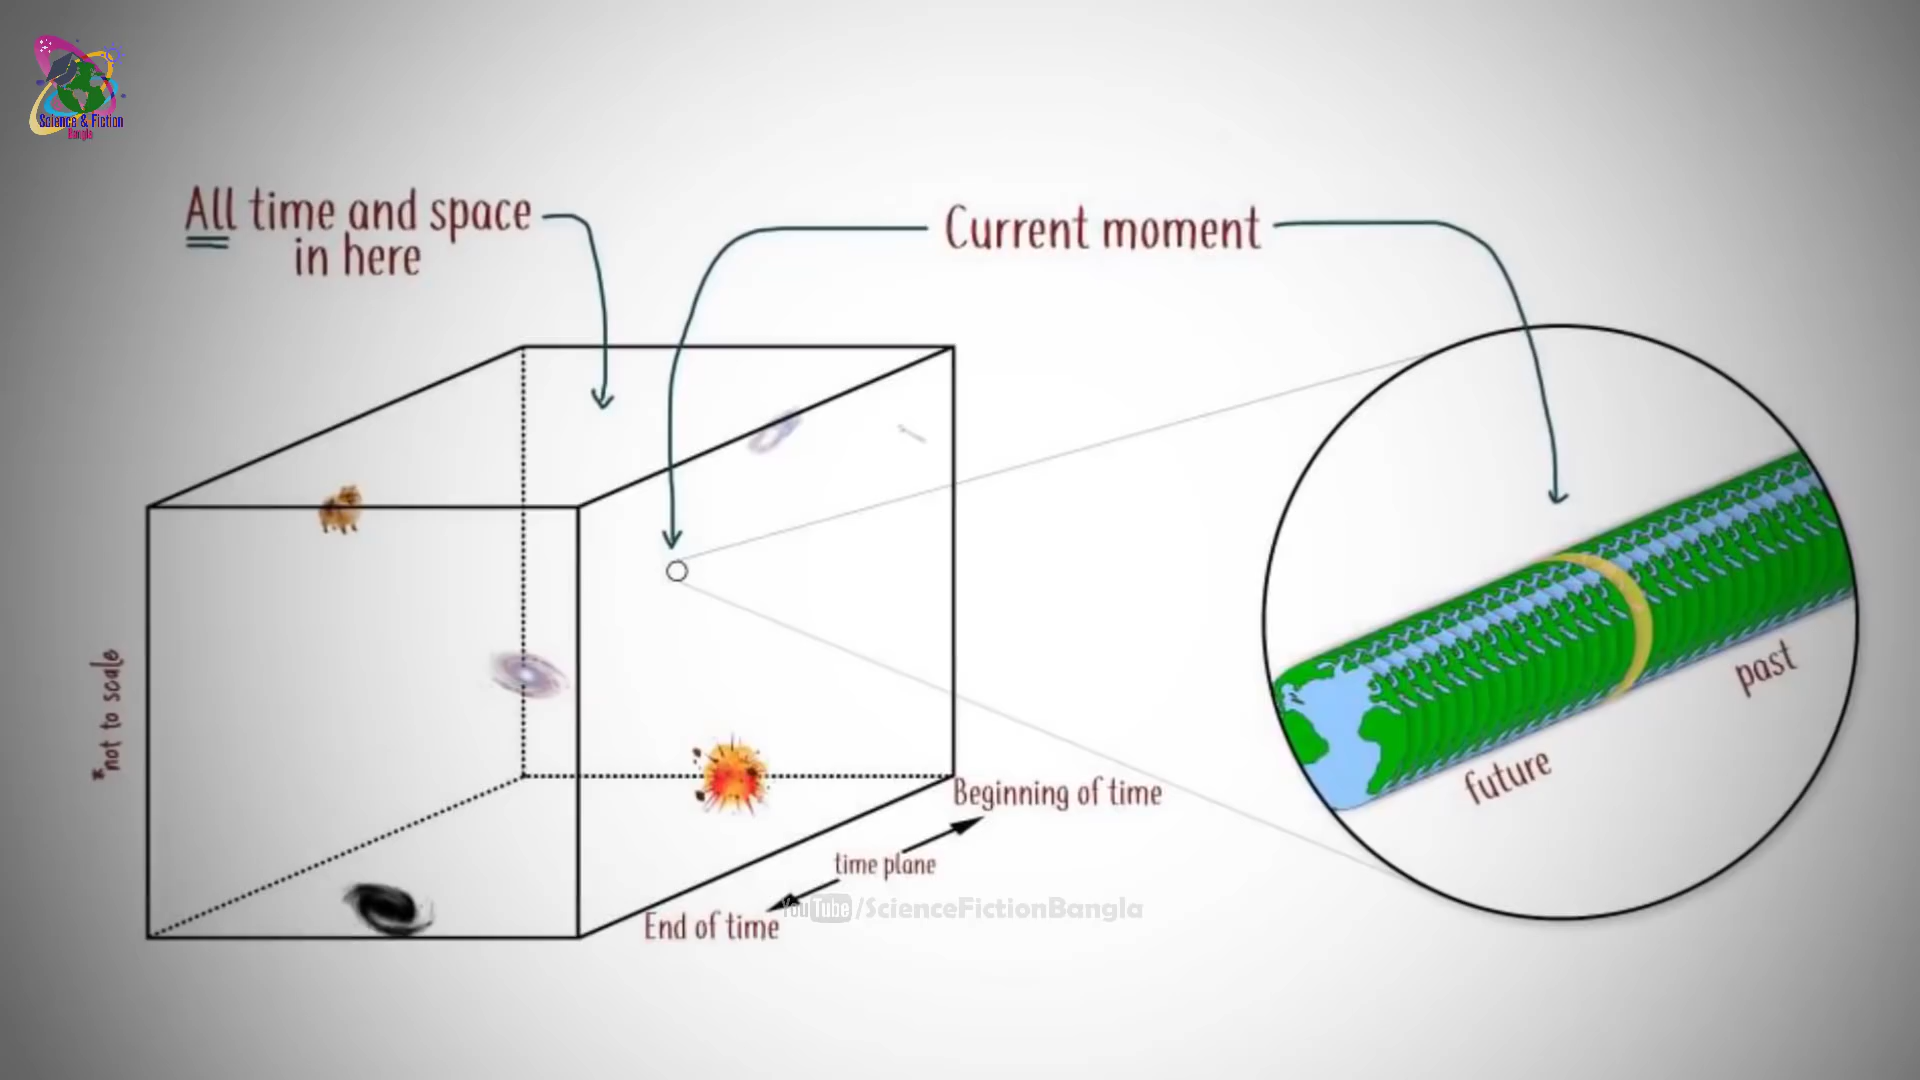 Science & Fiction
Bangla
All time and space
in here
Current moment
*not to scale
Beginning of time
time plane
End of time
YouTube/ScienceFictionBangla
past
future